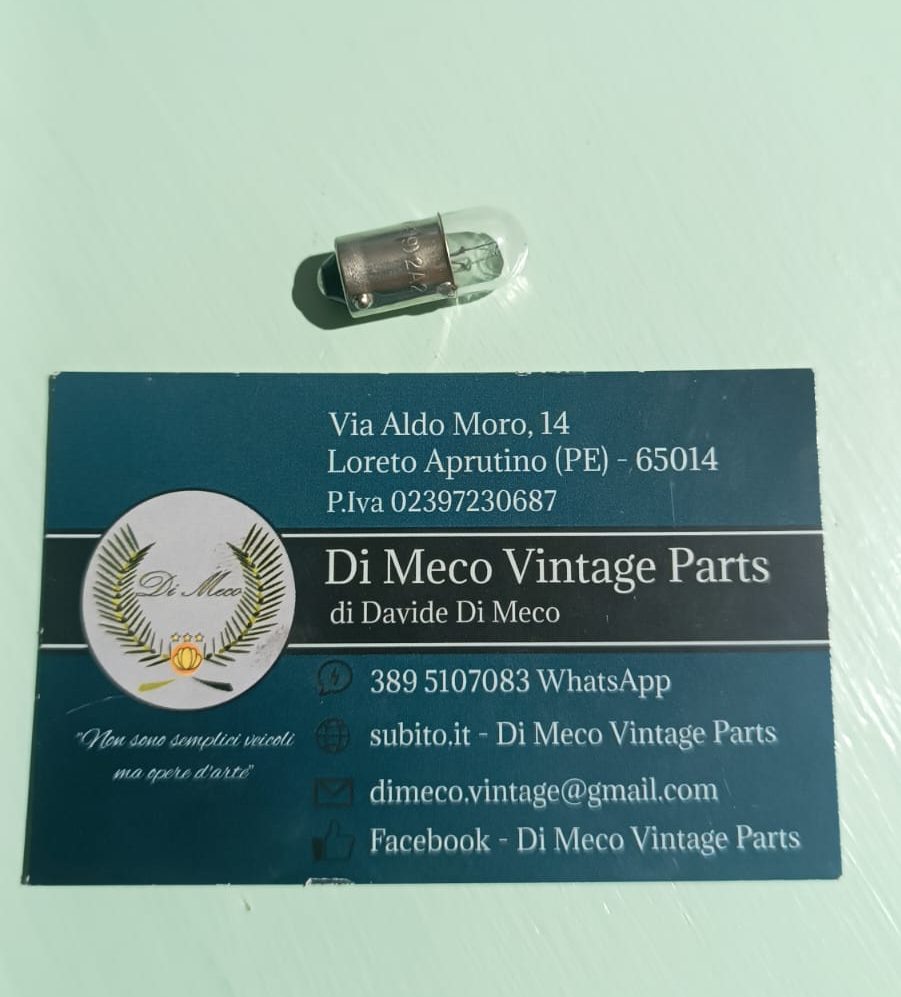 2A2
Via Aldo Moro, 14
Loreto Aprutino (PE) - 65014
P.Iva 02397230687
Di Meco
Di Meco Vintage Parts
di Davide Di Meco
389 5107083 WhatsApp
subito.it - Di Meco Vintage Parts
"Non sono semplici veicoli
ma opere d'arte"
dimeco.vintage@gmail.com
Facebook - Di Meco Vintage Parts